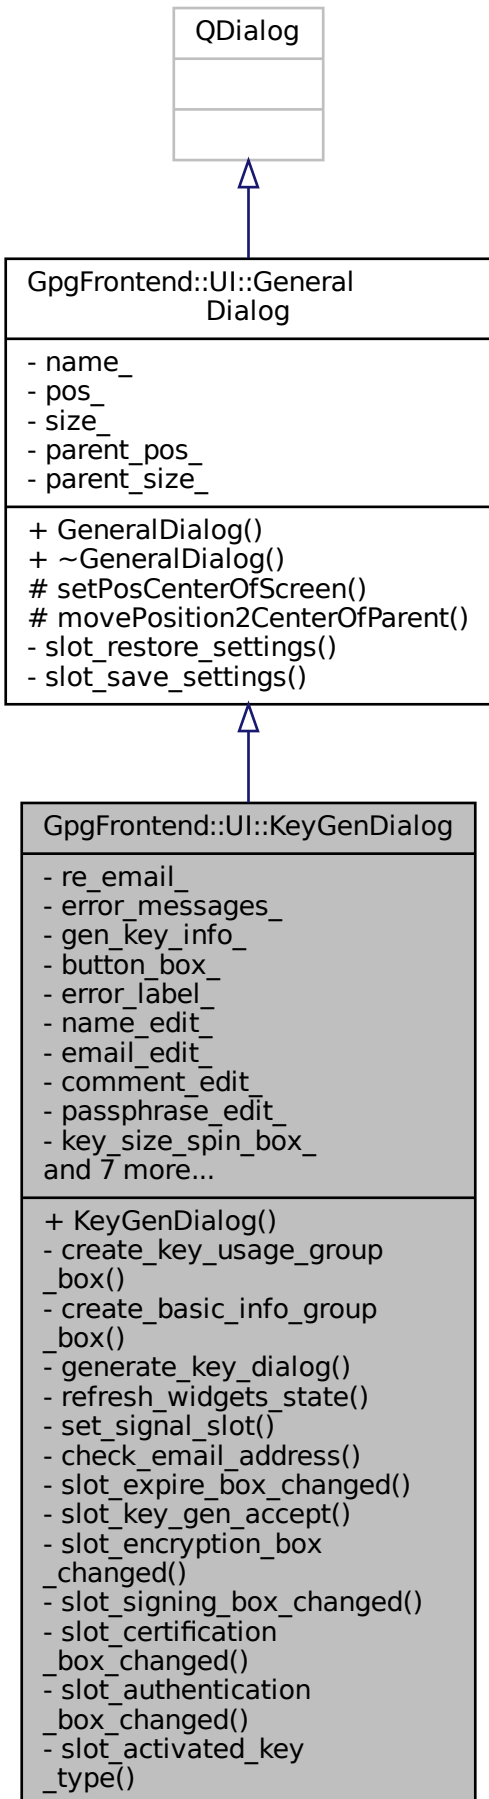 QDialog
GpgFrontend::UI::General
Dialog
- name_
- pos_
- size_
- parent_pos_
- parent_size_
+ GeneralDialog()
+ ~GeneralDialog()
# setPosCenterOfScreen()
# movePosition2CenterOfParent()
- slot_restore_settings()
- slot_save_settings()
GpgFrontend::UI::KeyGenDialog
- re_email_
- error_messages_
- gen_key_info_
- button_box_
- error_label_
- name_edit_
- email_edit_
- comment_edit_
- passphrase_edit_
- key_size_spin_box_
and 7 more...
+ KeyGenDialog()
- create_key_usage_group
_box()
- create_basic_info_group
_box()
- generate_key_dialog()
- refresh_widgets_state()
- set_signal_slot()
- check_email_address()
- slot_expire_box_changed()
- slot_key_gen_accept()
- slot_encryption_box
_changed()
- slot_signing_box_changed()
- slot_certification
_box_changed()
- slot_authentication
_box_changed()
- slot_activated_key
_type()